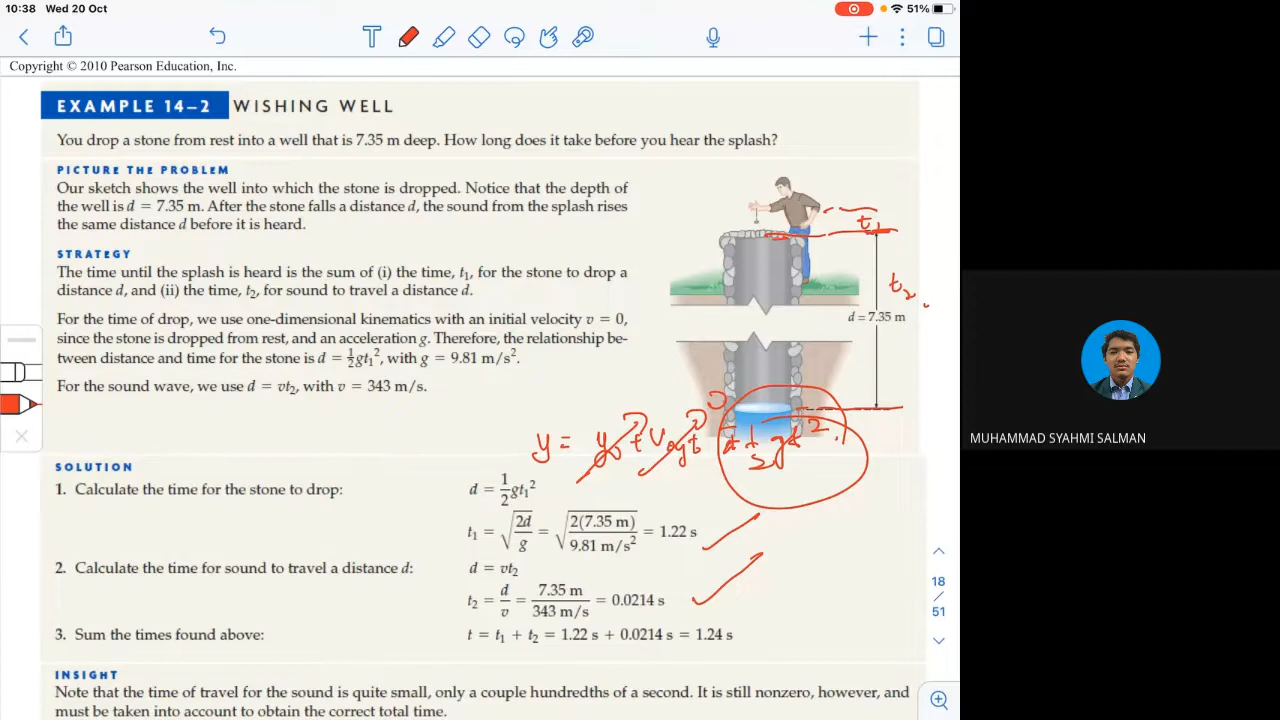 10:38 Wed 20 Oct
51%
Copyright © 2010 Pearson Education, Inc.
EXAMPLE 14–2 WISHING WELL
You drop a stone from rest into a well that is 7.35 m deep. How long does it take before you hear the splash?
PICTURE THE PROBLEM
Our sketch shows the well into which the stone is dropped. Notice that the depth of
the well is d = 7.35 m. After the stone falls a distance d, the sound from the splash rises
the same distance d before it is heard.
STRATEGY
The time until the splash is heard is the sum of (i) the time, t₁, for the stone to drop a
distance d, and (ii) the time, t₂, for sound to travel a distance d.
For the time of drop, we use one-dimensional kinematics with an initial velocity v = 0,
since the stone is dropped from rest, and an acceleration g. Therefore, the relationship be-
tween distance and time for the stone is d = ½gt₁², with g = 9.81 m/s².
For the sound wave, we use d = vt₂, with v = 343 m/s.
t₁
t₂
d = 7.35 m
y = y₀ + v₀yt 0 + ½gt²
SOLUTION
1. Calculate the time for the stone to drop: d = ½gt₁²
t₁ = √(2d/g) = √(2(7.35 m)/9.81 m/s²) = 1.22 s
2. Calculate the time for sound to travel a distance d: d = vt₂
t₂ = d/v = 7.35 m/343 m/s = 0.0214 s
3. Sum the times found above: t = t₁ + t₂ = 1.22 s + 0.0214 s = 1.24 s
INSIGHT
Note that the time of travel for the sound is quite small, only a couple hundredths of a second. It is still nonzero, however, and
must be taken into account to obtain the correct total time.
18
/
51
MUHAMMAD SYAHMI SALMAN